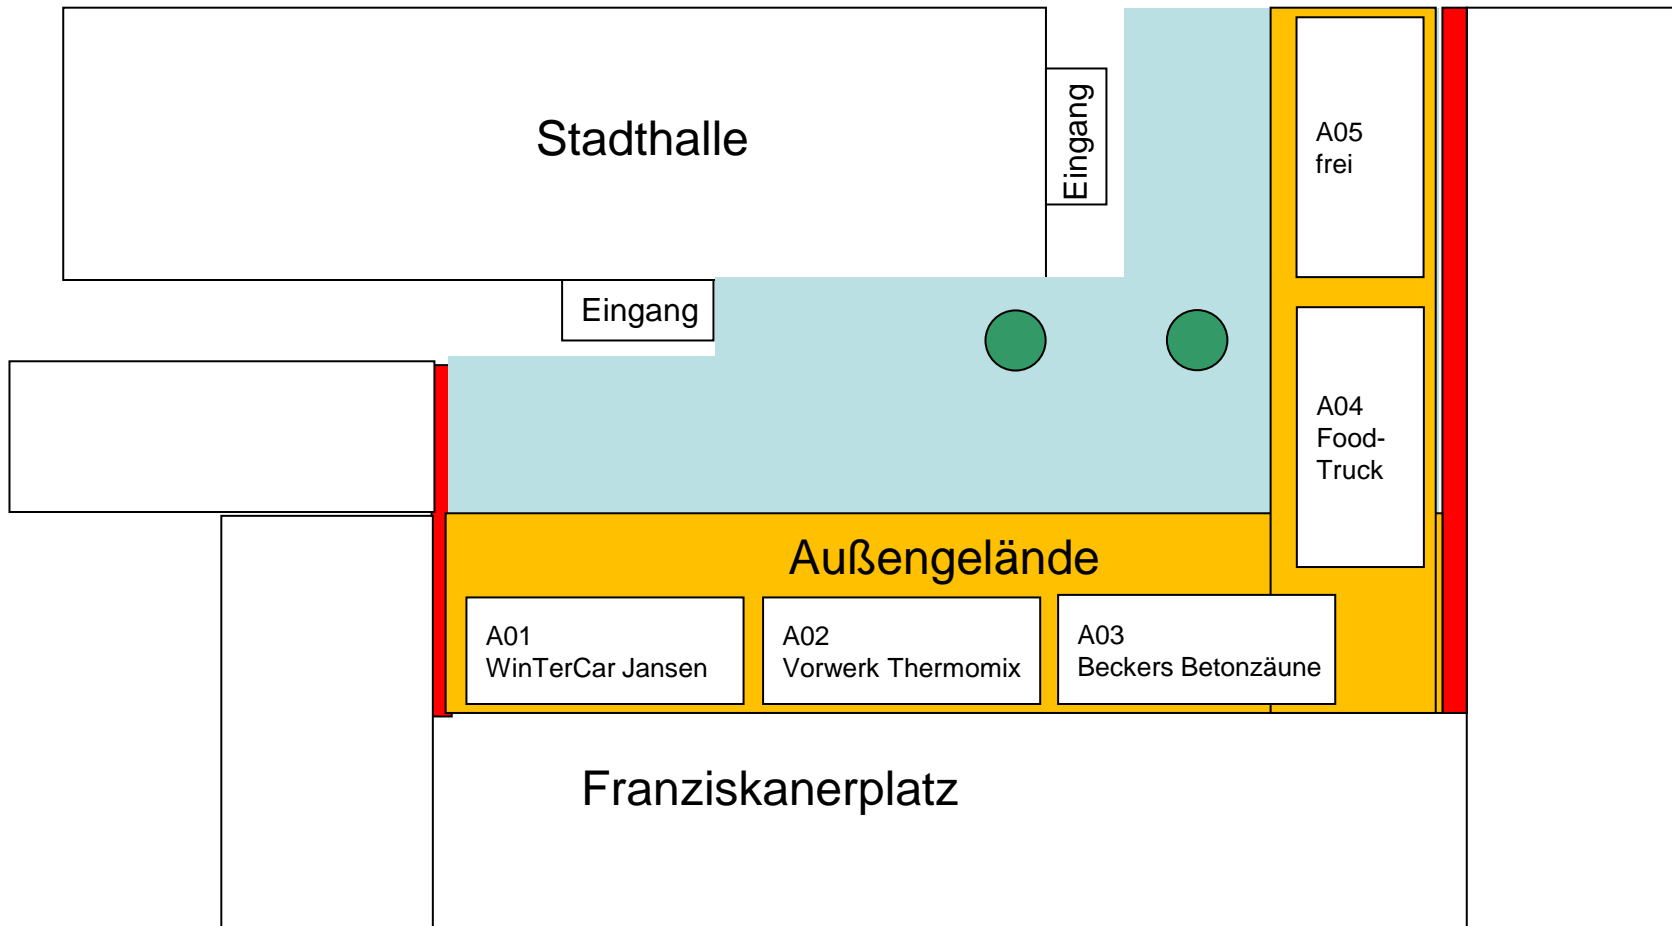 Stadthalle
Eingang
Eingang
A05
frei
A04
Food-
Truck
Außengelände
A01
WinTerCar Jansen
A02
Vorwerk Thermomix
A03
Beckers Betonzäune
Franziskanerplatz